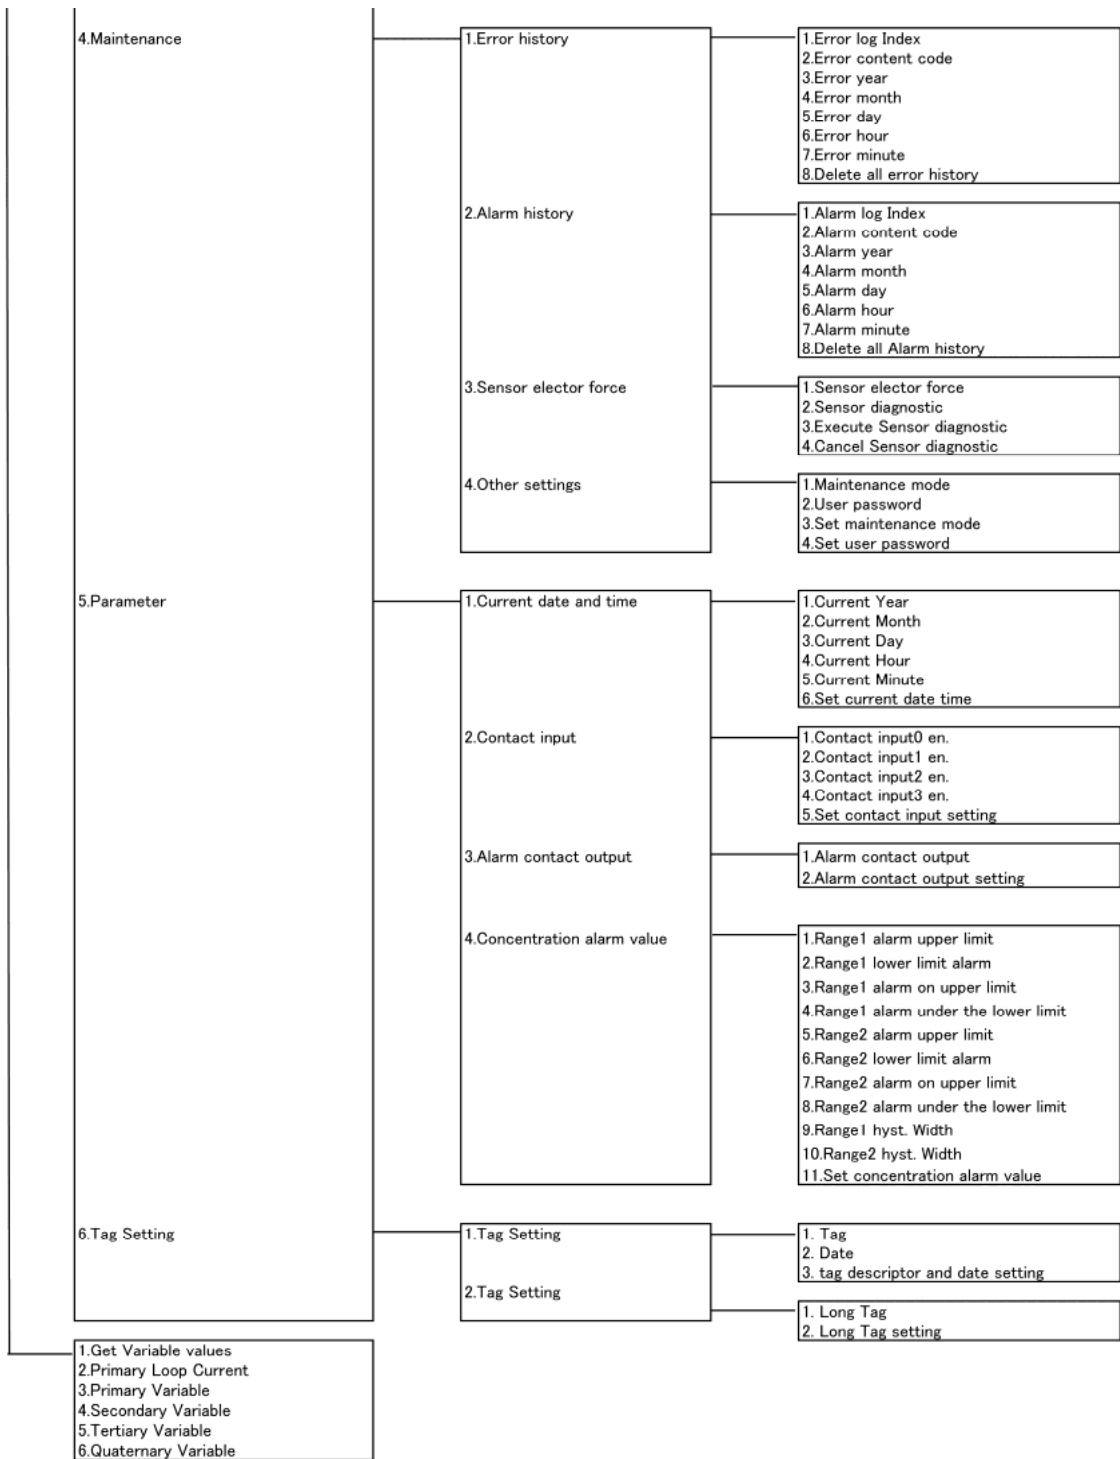 4.Maintenance
1.Error history
1.Error log Index
2.Error content code
3.Error year
4.Error month
5.Error day
6.Error hour
7.Error minute
8.Delete all error history
2.Alarm history
1.Alarm log Index
2.Alarm content code
3.Alarm year
4.Alarm month
5.Alarm day
6.Alarm hour
7.Alarm minute
8.Delete all Alarm history
3.Sensor elector force
1.Sensor elector force
2.Sensor diagnostic
3.Execute Sensor diagnostic
4.Cancel Sensor diagnostic
4.Other settings
1.Maintenance mode
2.User password
3.Set maintenance mode
4.Set user password
5.Parameter
1.Current date and time
1.Current Year
2.Current Month
3.Current Day
4.Current Hour
5.Current Minute
6.Set current date time
2.Contact input
1.Contact input0 en.
2.Contact input1 en.
3.Contact input2 en.
4.Contact input3 en.
5.Set contact input setting
3.Alarm contact output
1.Alarm contact output
2.Alarm contact output setting
4.Concentration alarm value
1.Range1 alarm upper limit
2.Range1 lower limit alarm
3.Range1 alarm on upper limit
4.Range1 alarm under the lower limit
5.Range2 alarm upper limit
6.Range2 lower limit alarm
7.Range2 alarm on upper limit
8.Range2 alarm under the lower limit
9.Range1 hyst. Width
10.Range2 hyst. Width
11.Set concentration alarm value
6.Tag Setting
1.Tag Setting
1. Tag
2. Date
3. tag descriptor and date setting
2.Tag Setting
1. Long Tag
2. Long Tag setting
1.Get Variable values
2.Primary Loop Current
3.Primary Variable
4.Secondary Variable
5.Tertiary Variable
6.Quaternary Variable